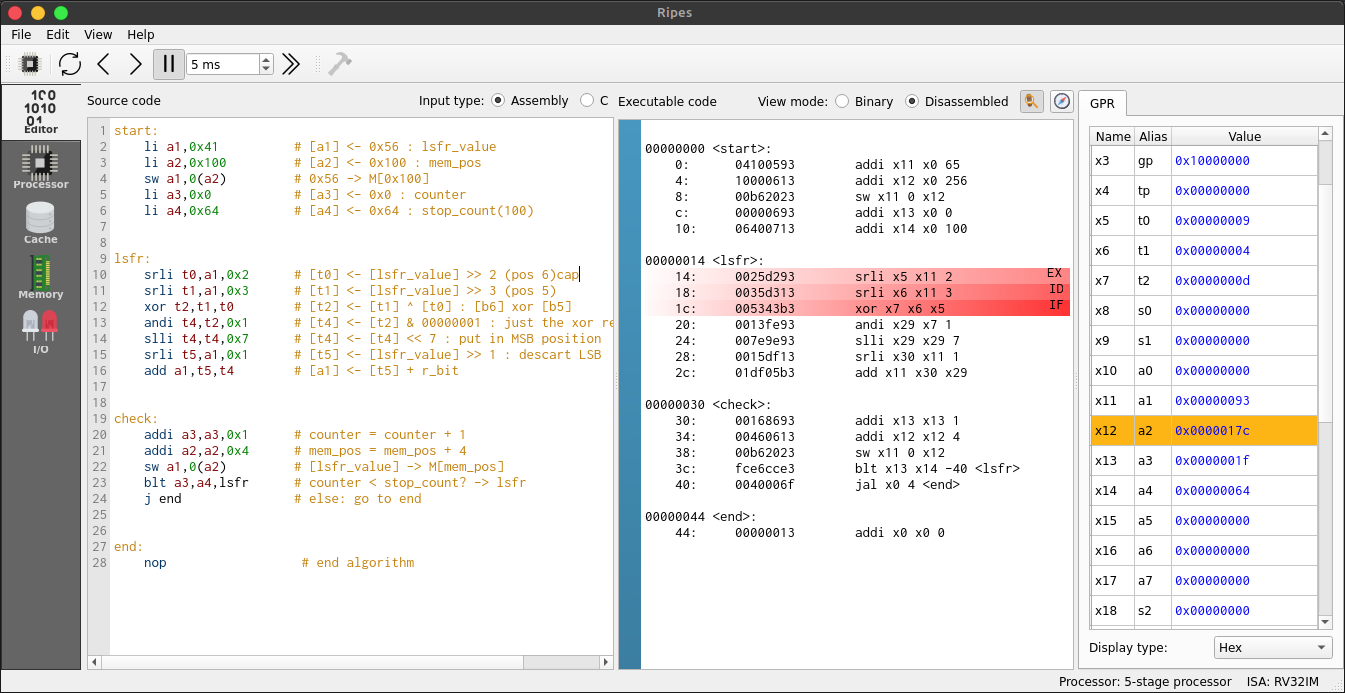 Ripes
File Edit View Help
5 ms
Source code Input type: Assembly C Executable code View mode: Binary Disassembled GPR
100
1010
01
Editor
Processor
Cache
Memory
I/O
1 start:
2 li a1,0x41 # [a1] <- 0x56 : lsfr_value
3 li a2,0x100 # [a2] <- 0x100 : mem_pos
4 sw a1,0(a2) # 0x56 -> M[0x100]
5 li a3,0x0 # [a3] <- 0x0 : counter
6 li a4,0x64 # [a4] <- 0x64 : stop_count(100)
7
8
9 lsfr:
10 srli t0,a1,0x2 # [t0] <- [lsfr_value] >> 2 (pos 6)cap
11 srli t1,a1,0x3 # [t1] <- [lsfr_value] >> 3 (pos 5)
12 xor t2,t1,t0 # [t2] <- [t1] ^ [t0] : [b6] xor [b5]
13 andi t4,t2,0x1 # [t4] <- [t2] & 00000001 : just the xor re
14 slli t4,t4,0x7 # [t4] <- [t4] << 7 : put in MSB position
15 srli t5,a1,0x1 # [t5] <- [lsfr_value] >> 1 : descart LSB
16 add a1,t5,t4 # [a1] <- [t5] + r_bit
17
18
19 check:
20 addi a3,a3,0x1 # counter = counter + 1
21 addi a2,a2,0x4 # mem_pos = mem_pos + 4
22 sw a1,0(a2) # [lsfr_value] -> M[mem_pos]
23 blt a3,a4,lsfr # counter < stop_count? -> lsfr
24 j end # else: go to end
25
26
27 end:
28 nop # end algorithm
00000000 <start>:
0: 04100593 addi x11 x0 65
4: 10000613 addi x12 x0 256
8: 00b62023 sw x11 0 x12
c: 00000693 addi x13 x0 0
10: 06400713 addi x14 x0 100
00000014 <lsfr>:
14: 0025d293 srli x5 x11 2 EX
18: 0035d313 srli x6 x11 3 ID
1c: 005343b3 xor x7 x6 x5 IF
20: 0013fe93 andi x29 x7 1
24: 007e9e93 slli x29 x29 7
28: 0015df13 srli x30 x11 1
2c: 01df05b3 add x11 x30 x29
00000030 <check>:
30: 00168693 addi x13 x13 1
34: 00460613 addi x12 x12 4
38: 00b62023 sw x11 0 x12
3c: fce6cce3 blt x13 x14 -40 <lsfr>
40: 0040006f jal x0 4 <end>
00000044 <end>:
44: 00000013 addi x0 x0 0
Name Alias Value
x3 gp 0x10000000
x4 tp 0x00000000
x5 t0 0x00000009
x6 t1 0x00000004
x7 t2 0x0000000d
x8 s0 0x00000000
x9 s1 0x00000000
x10 a0 0x00000000
x11 a1 0x00000093
x12 a2 0x0000017c
x13 a3 0x0000001f
x14 a4 0x00000064
x15 a5 0x00000000
x16 a6 0x00000000
x17 a7 0x00000000
x18 s2 0x00000000
Display type: Hex
Processor: 5-stage processor ISA: RV32IM